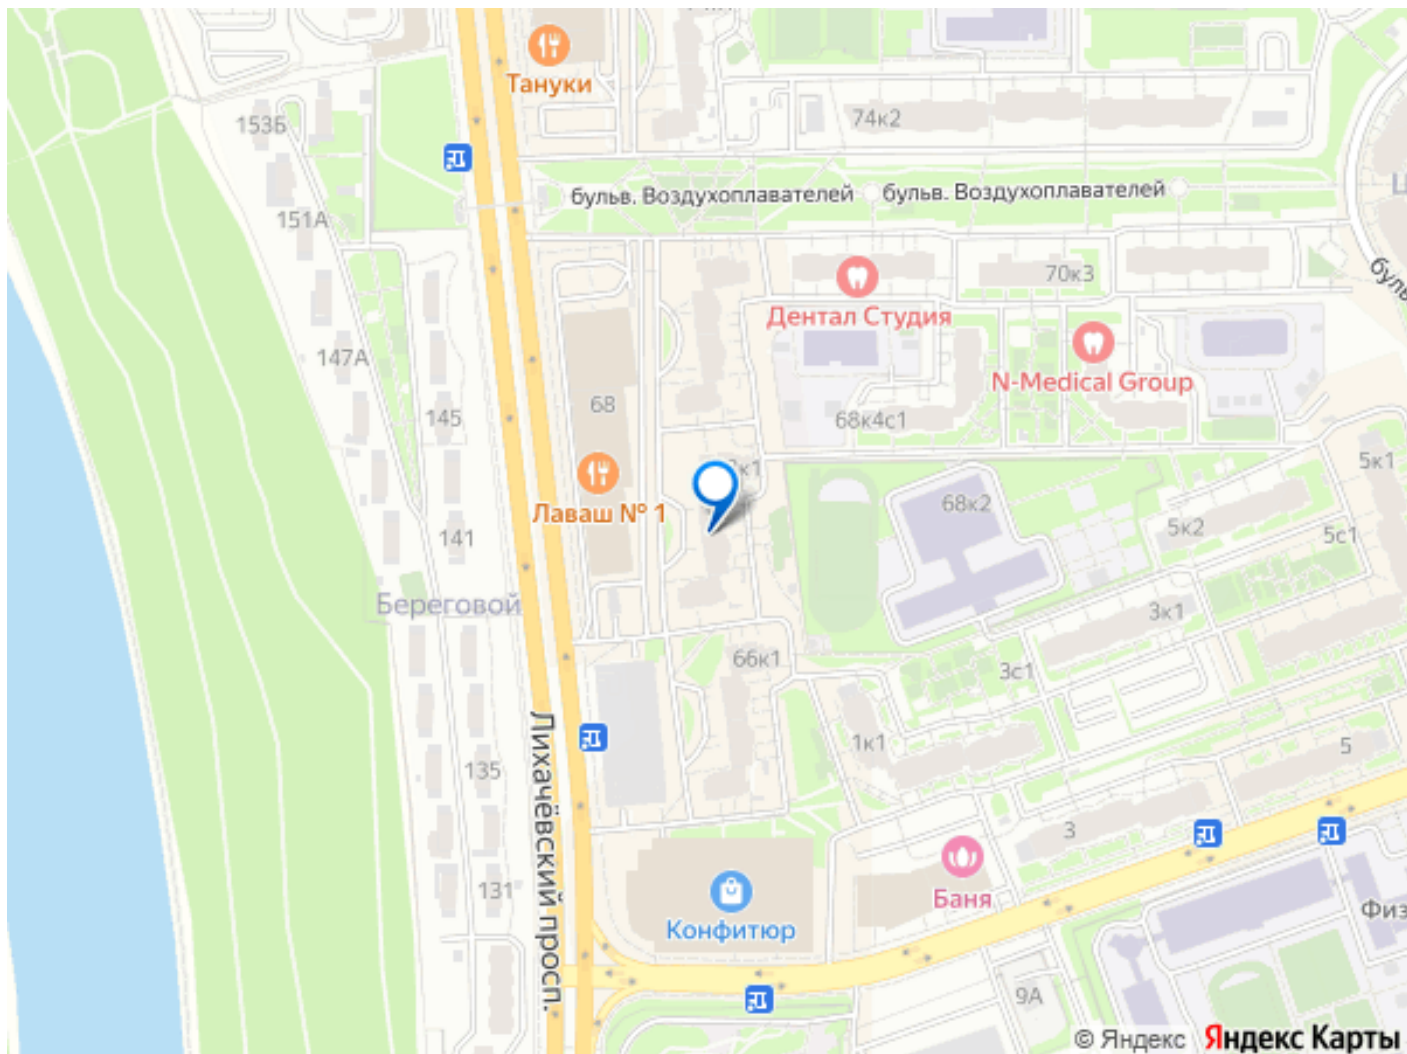 Тануки
74к2
153Б
бульв. Воздухоплавателей
бульв. Воздухоплавателей
151А
70к3
Дентал Студия
147А
N-Medical Group
68
145
68к4с1
5к1
68к2
Лаваш № 1
5к2
5с1
141
Береговой
3к1
66к1
3с1
1к1
5
135
Лихачёвский просп.
3
131
Баня
Конфитюр
9А
© Яндекс Яндекс Карты